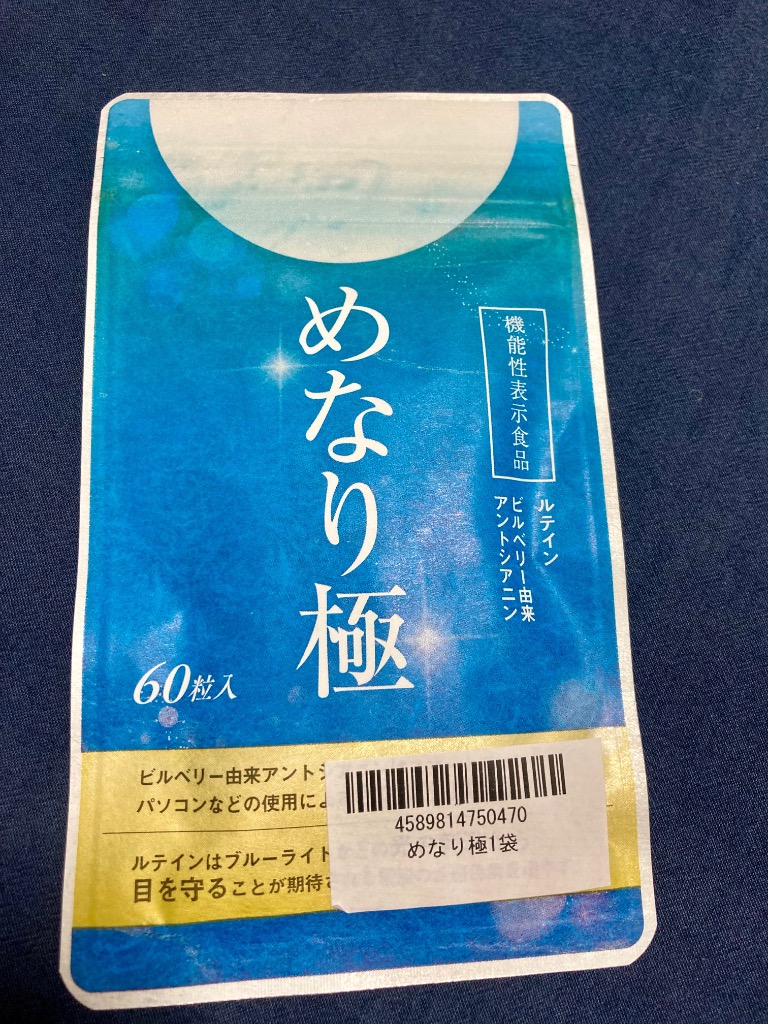 めなり極
機能性表示食品
ルテイン
ビルベリー由来
アントシアニン
60粒入
ビルベリー由来アント
パソコンなどの使用によ
ルテインはブルーライト
目を守ることが期待
4589814750470
めなり極1袋